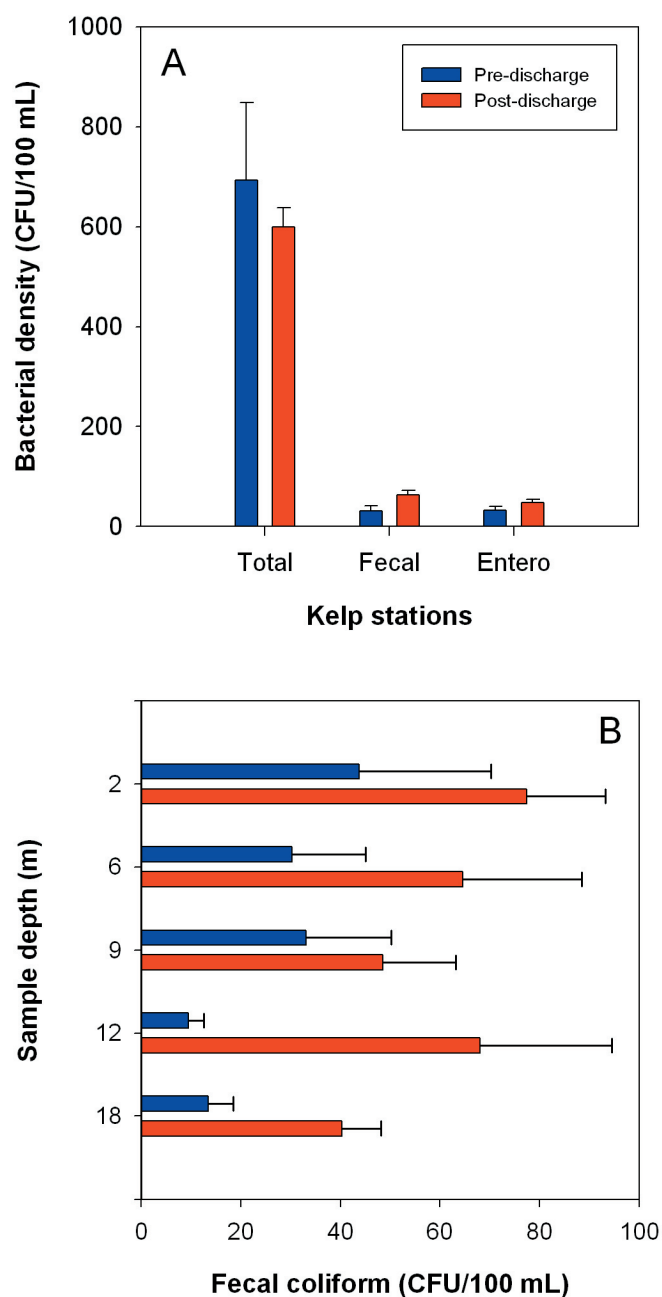 A
Pre-discharge
Post-discharge
Bacterial density (CFU/100 mL)
1000
800
600
400
200
0
Total Fecal Entero
Kelp stations
B
Sample depth (m)
2
6
9
12
18
0 20 40 60 80 100
Fecal coliform (CFU/100 mL)